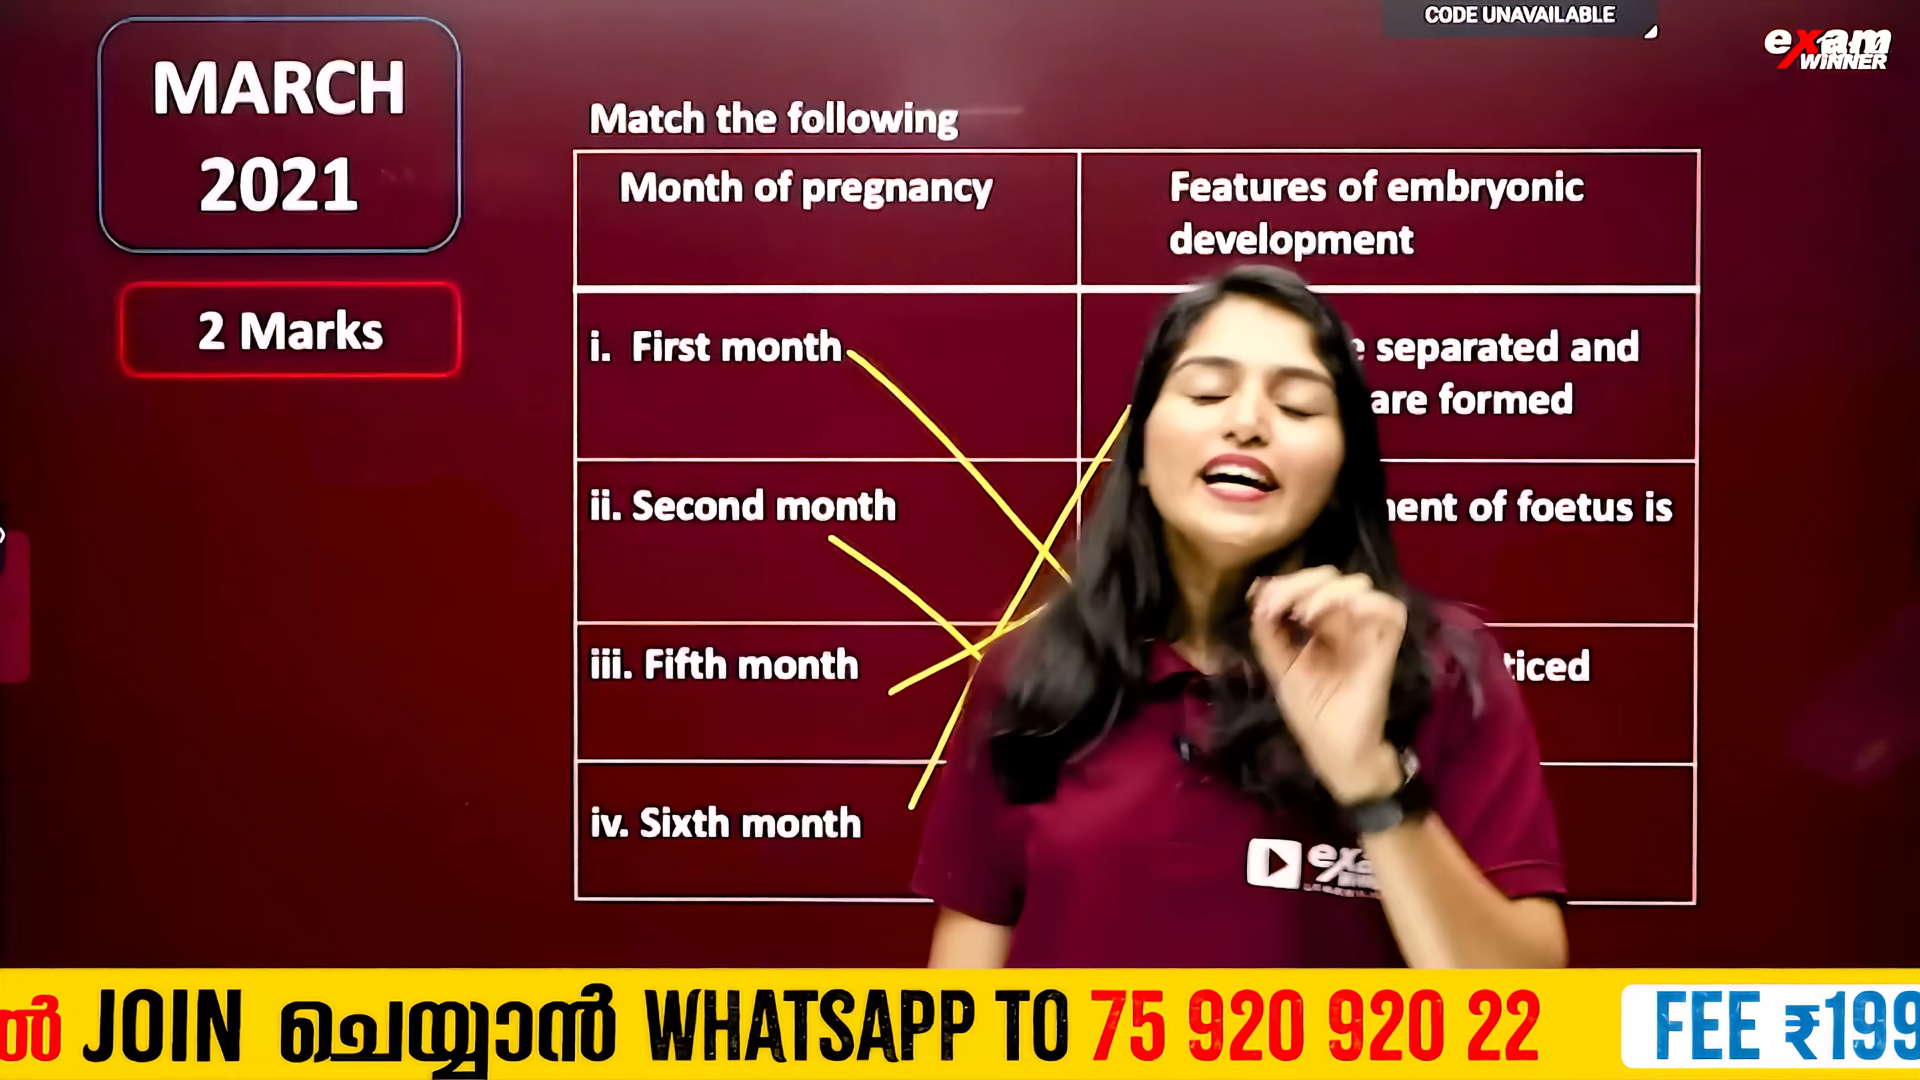 CODE UNAVAILABLE
exam
WINNER
MARCH
2021
2 Marks
Match the following
Month of pregnancy
Features of embryonic
development
i. First month
separated and
are formed
ii. Second month
of foetus is
iii. Fifth month
iv. Sixth month
JOIN ചെയ്യാൻ WHATSAPP TO 75 920 920 22
FEE ₹199